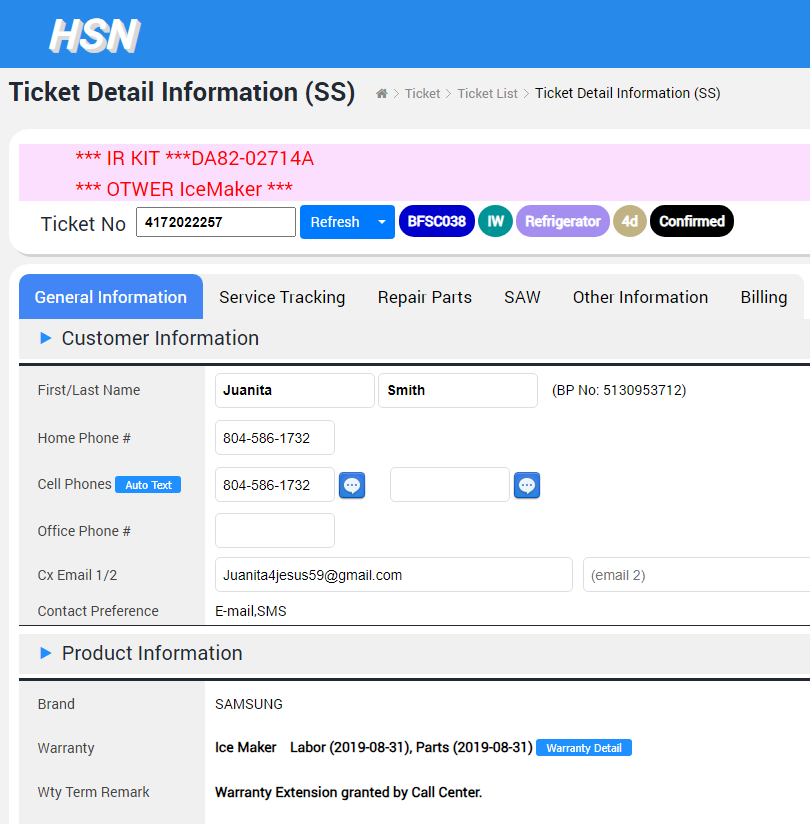 HSN
Ticket Detail Information (SS) Ticket > Ticket List > Ticket Detail Information (SS)
*** IR KIT ***DA82-02714A
*** OTWER IceMaker ***
Ticket No 4172022257 Refresh BFSC038 IW Refrigerator 4d Confirmed
General Information Service Tracking Repair Parts SAW Other Information Billing
Customer Information
First/Last Name Juanita Smith (BP No: 5130953712)
Home Phone # 804-586-1732
Cell Phones Auto Text 804-586-1732
Office Phone #
Cx Email 1/2 Juanita4jesus59@gmail.com (email 2)
Contact Preference E-mail,SMS
Product Information
Brand SAMSUNG
Warranty Ice Maker Labor (2019-08-31), Parts (2019-08-31) Warranty Detail
Wty Term Remark Warranty Extension granted by Call Center.